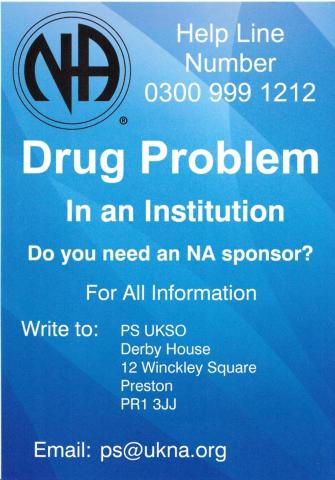 NA
®
Help Line
Number
0300 999 1212
Drug Problem
In an Institution
Do you need an NA sponsor?
For All Information
Write to: PS UKSO
Derby House
12 Winckley Square
Preston
PR1 3JJ
Email: ps@ukna.org